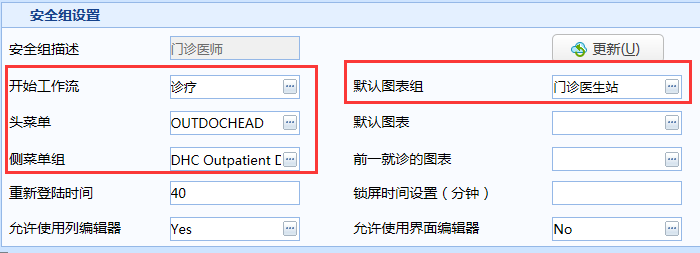 安全组设置
安全组描述 门诊医师 更新(U)
开始工作流 诊疗 默认图表组 门诊医生站
头菜单 OUTDOCHEAD 默认图表
侧菜单组 DHC Outpatient D 前一就诊的图表
重新登陆时间 40 锁屏时间设置（分钟）
允许使用列编辑器 Yes 允许使用界面编辑器 No